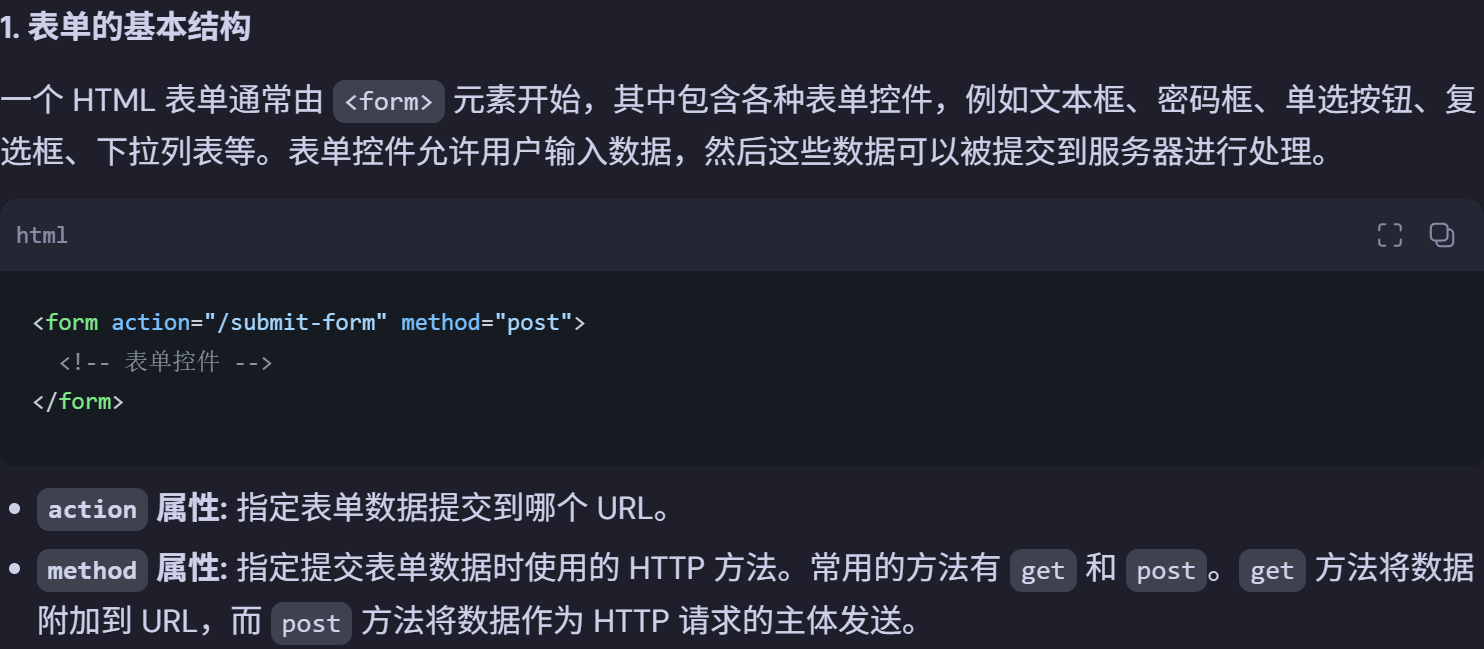 1. 表单的基本结构
一个 HTML 表单通常由 <form> 元素开始，其中包含各种表单控件，例如文本框、密码框、单选按钮、复
选框、下拉列表等。表单控件允许用户输入数据，然后这些数据可以被提交到服务器进行处理。
html
<form action="/submit-form" method="post">
  <!-- 表单控件 -->
</form>
• action 属性: 指定表单数据提交到哪个 URL。
• method 属性: 指定提交表单数据时使用的 HTTP 方法。常用的方法有 get 和 post 。 get 方法将数据
附加到 URL，而 post 方法将数据作为 HTTP 请求的主体发送。